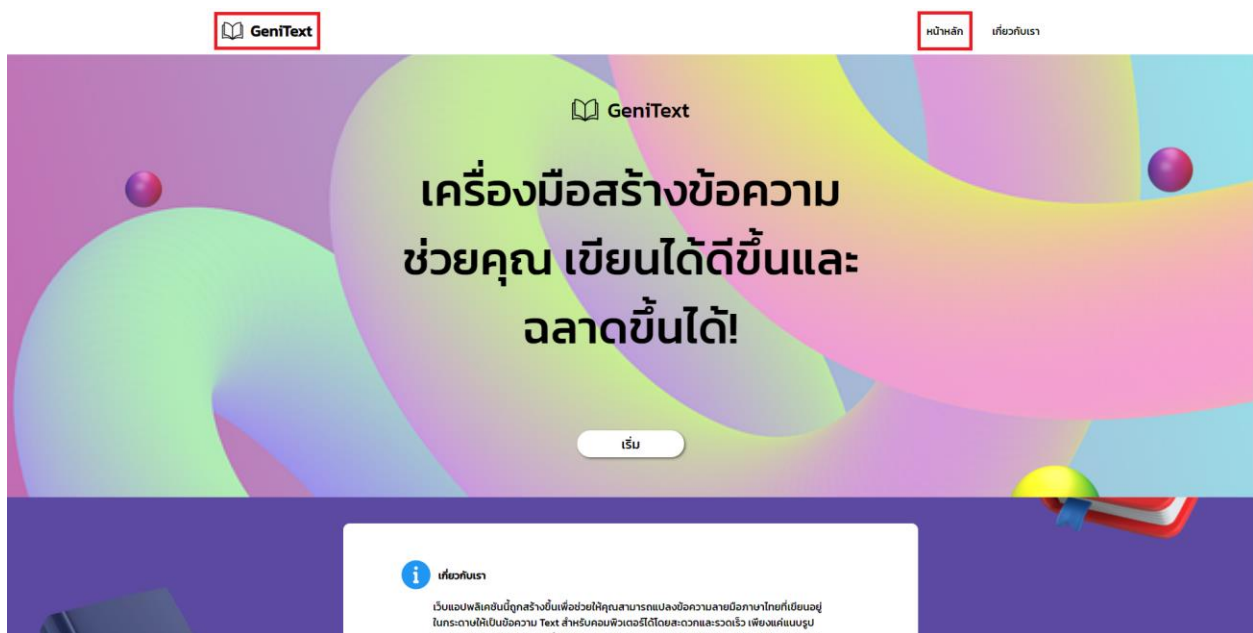 GeniText
หน้าหลัก เกี่ยวกับเรา
GeniText
เครื่องมือสร้างข้อความ
ช่วยคุณ เขียนได้ดีขึ้นและ
ฉลาดขึ้นได้!
เริ่ม
เกี่ยวกับเรา
เว็บแอปพลิเคชันนี้ถูกสร้างขึ้นเพื่อช่วยให้คุณสามารถแปลงข้อความลายมือภาษาไทยที่เขียนอยู่
ในกระดาษให้เป็นข้อความ Text สำหรับคอมพิวเตอร์ได้โดยสะดวกและรวดเร็ว เพียงแค่แนบรูป